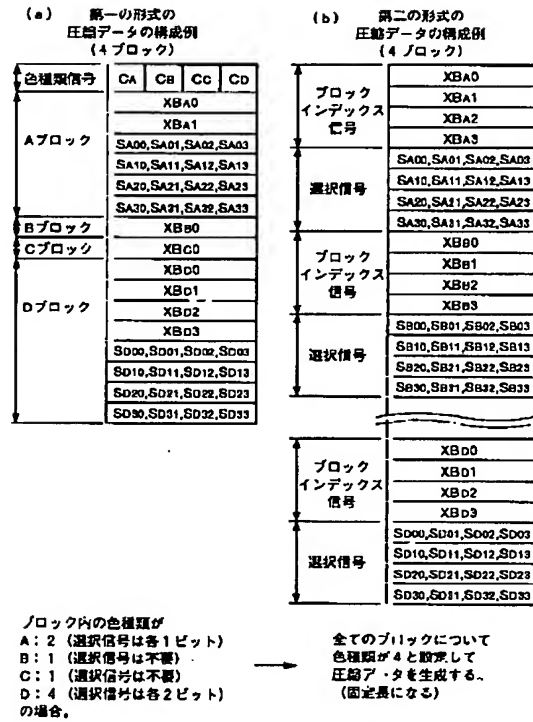 (a) 第一の形式の
圧縮データの構成例
(4ブロック)
色種類信号 CA CB CC CD
Aブロック
XBA0
XBA1
SA00,SA01,SA02,SA03
SA10,SA11,SA12,SA13
SA20,SA21,SA22,SA23
SA30,SA31,SA32,SA33
Bブロック XBB0
Cブロック XBC0
Dブロック
XBD0
XBD1
XBD2
XBD3
SD00,SD01,SD02,SD03
SD10,SD11,SD12,SD13
SD20,SD21,SD22,SD23
SD30,SD31,SD32,SD33
ブロック内の色種類が
A:2 (選択信号は各1ビット)
B:1 (選択信号は不要)
C:1 (選択信号は不要)
D:4 (選択信号は各2ビット)
の場合。
(b) 第二の形式の
圧縮データの構成例
(4ブロック)
ブロック
インデックス
信号
XBA0
XBA1
XBA2
XBA3
選択信号
SA00,SA01,SA02,SA03
SA10,SA11,SA12,SA13
SA20,SA21,SA22,SA23
SA30,SA31,SA32,SA33
ブロック
インデックス
信号
XBB0
XBB1
XBB2
XBB3
選択信号
SB00,SB01,SB02,SB03
SB10,SB11,SB12,SB13
SB20,SB21,SB22,SB23
SB30,SB31,SB32,SB33
ブロック
インデックス
信号
XBD0
XBD1
XBD2
XBD3
選択信号
SD00,SD01,SD02,SD03
SD10,SD11,SD12,SD13
SD20,SD21,SD22,SD23
SD30,SD31,SD32,SD33
全てのブロックについて
色種類が4と設定して
圧縮データを生成する。
(固定長になる)